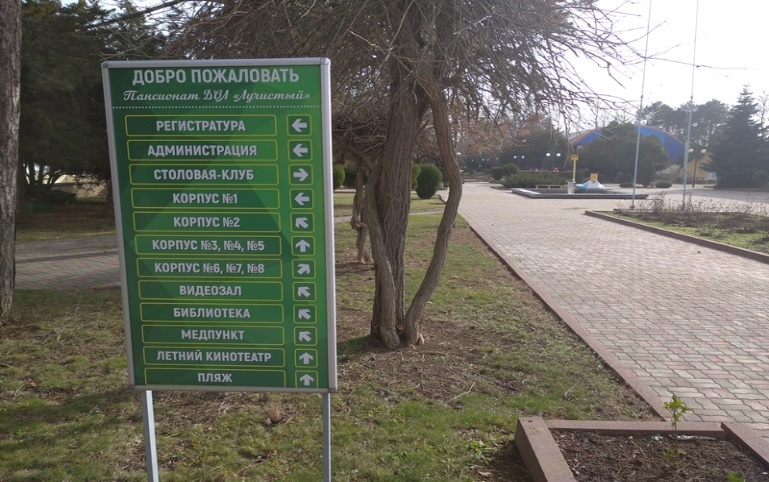 ДОБРО ПОЖАЛОВАТЬ
Пансионат ДОЛ «Лучистый»
РЕГИСТРАТУРА ←
АДМИНИСТРАЦИЯ ←
СТОЛОВАЯ-КЛУБ →
КОРПУС №1 ←
КОРПУС №2 ↖
КОРПУС №3, №4, №5 ↑
КОРПУС №6, №7, №8 ↗
ВИДЕОЗАЛ ↖
БИБЛИОТЕКА ↖
МЕДПУНКТ ↖
ЛЕТНИЙ КИНОТЕАТР ↑
ПЛЯЖ ↑